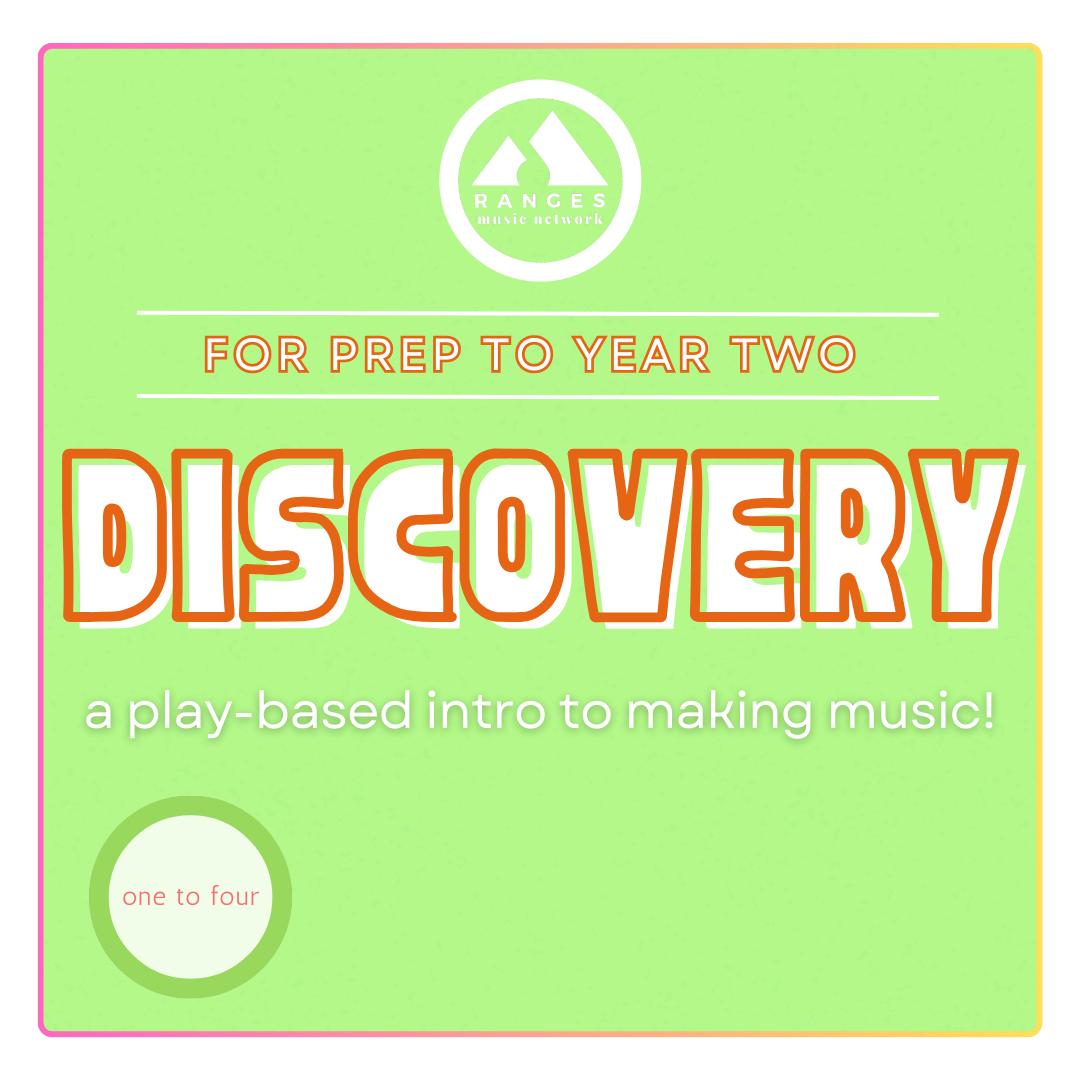 RANGES
music network
FOR PREP TO YEAR TWO
DISCOVERY
a play-based intro to making music!
one to four